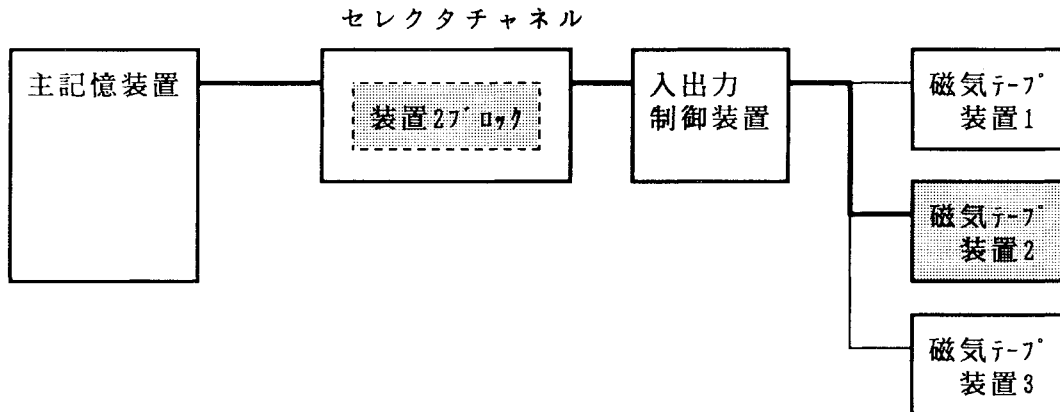 セレクタチャネル
主記憶装置
装置2ブロック
入出力
制御装置
磁気テープ
装置1
磁気テープ
装置2
磁気テープ
装置3